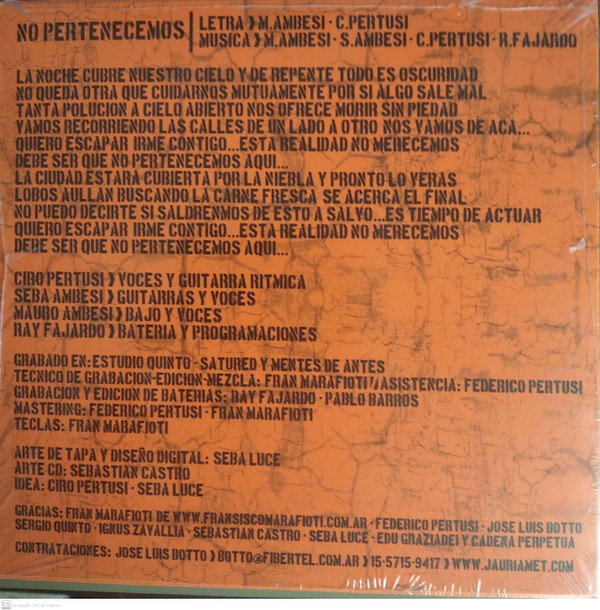 NO PERTENECEMOS
LETRA ❯ M.AMBESI · C.PERTUSI
MUSICA ❯ M.AMBESI · S.AMBESI · C.PERTUSI · R.FAJARDO
LA NOCHE CUBRE NUESTRO CIELO Y DE REPENTE TODO ES OSCURIDAD
NO QUEDA OTRA QUE CUIDARNOS MUTUAMENTE POR SI ALGO SALE MAL
TANTA POLUCION A CIELO ABIERTO NOS OFRECE MORIR SIN PIEDAD
VAMOS RECORRIENDO LAS CALLES DE UN LADO A OTRO NOS VAMOS DE ACA...
QUIERO ESCAPAR IRME CONTIGO...ESTA REALIDAD NO MERECEMOS
DEBE SER QUE NO PERTENECEMOS AQUI...
LA CIUDAD ESTARA CUBIERTA POR LA NIEBLA Y PRONTO LO VERAS
LOBOS AULLAN BUSCANDO LA CARNE FRESCA SE ACERCA EL FINAL
NO PUEDO DECIRTE SI SALDRENMOS DE ESTO A SALVO...ES TIEMPO DE ACTUAR
QUIERO ESCAPAR IRME CONTIGO...ESTA REALIDAD NO MERECEMOS
DEBE SER QUE NO PERTENECEMOS AQUI...
CIRO PERTUSI ❯ VOCES Y GUITARRA RITMICA
SEBA AMBESI ❯ GUITARRAS Y VOCES
MAURO AMBESI ❯ BAJO Y VOCES
RAY FAJARDO ❯ BATERIA Y PROGRAMACIONES
GRABADO EN: ESTUDIO QUINTO · SATURED Y MENTES DE ANTES
TECNICO DE GRABACION-EDICION-MEZCLA: FRAN MARAFIOTI // ASISTENCIA: FEDERICO PERTUSI
GRABACION Y EDICION DE BATERIAS: RAY FAJARDO · PABLO BARROS
MASTERING: FEDERICO PERTUSI · FRAN MARAFIOTI
TECLAS: FRAN MARAFIOTI
ARTE DE TAPA Y DISEÑO DIGITAL: SEBA LUCE
ARTE CD: SEBASTIAN CASTRO
IDEA: CIRO PERTUSI · SEBA LUCE
GRACIAS: FRAN MARAFIOTI DE WWW.FRANSISCOMARAFIOTI.COM.AR · FEDERICO PERTUSI · JOSE LUIS BOTTO
SERGIO QUINTO · IGNUS ZAVALLIA · SEBASTIAN CASTRO · SEBA LUCE · EDU GRAZIADEI Y CADENA PERPETUA
CONTRATACIONES: JOSE LUIS BOTTO ❯ BOTTO@FIBERTEL.COM.AR ❯ 15-5715-9417 ❯ WWW.JAURIAMET.COM